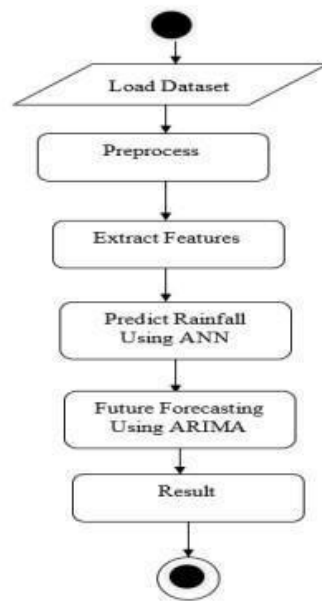 Load Dataset
Preprocess
Extract Features
Predict Rainfall
Using ANN
Future Forecasting
Using ARIMA
Result